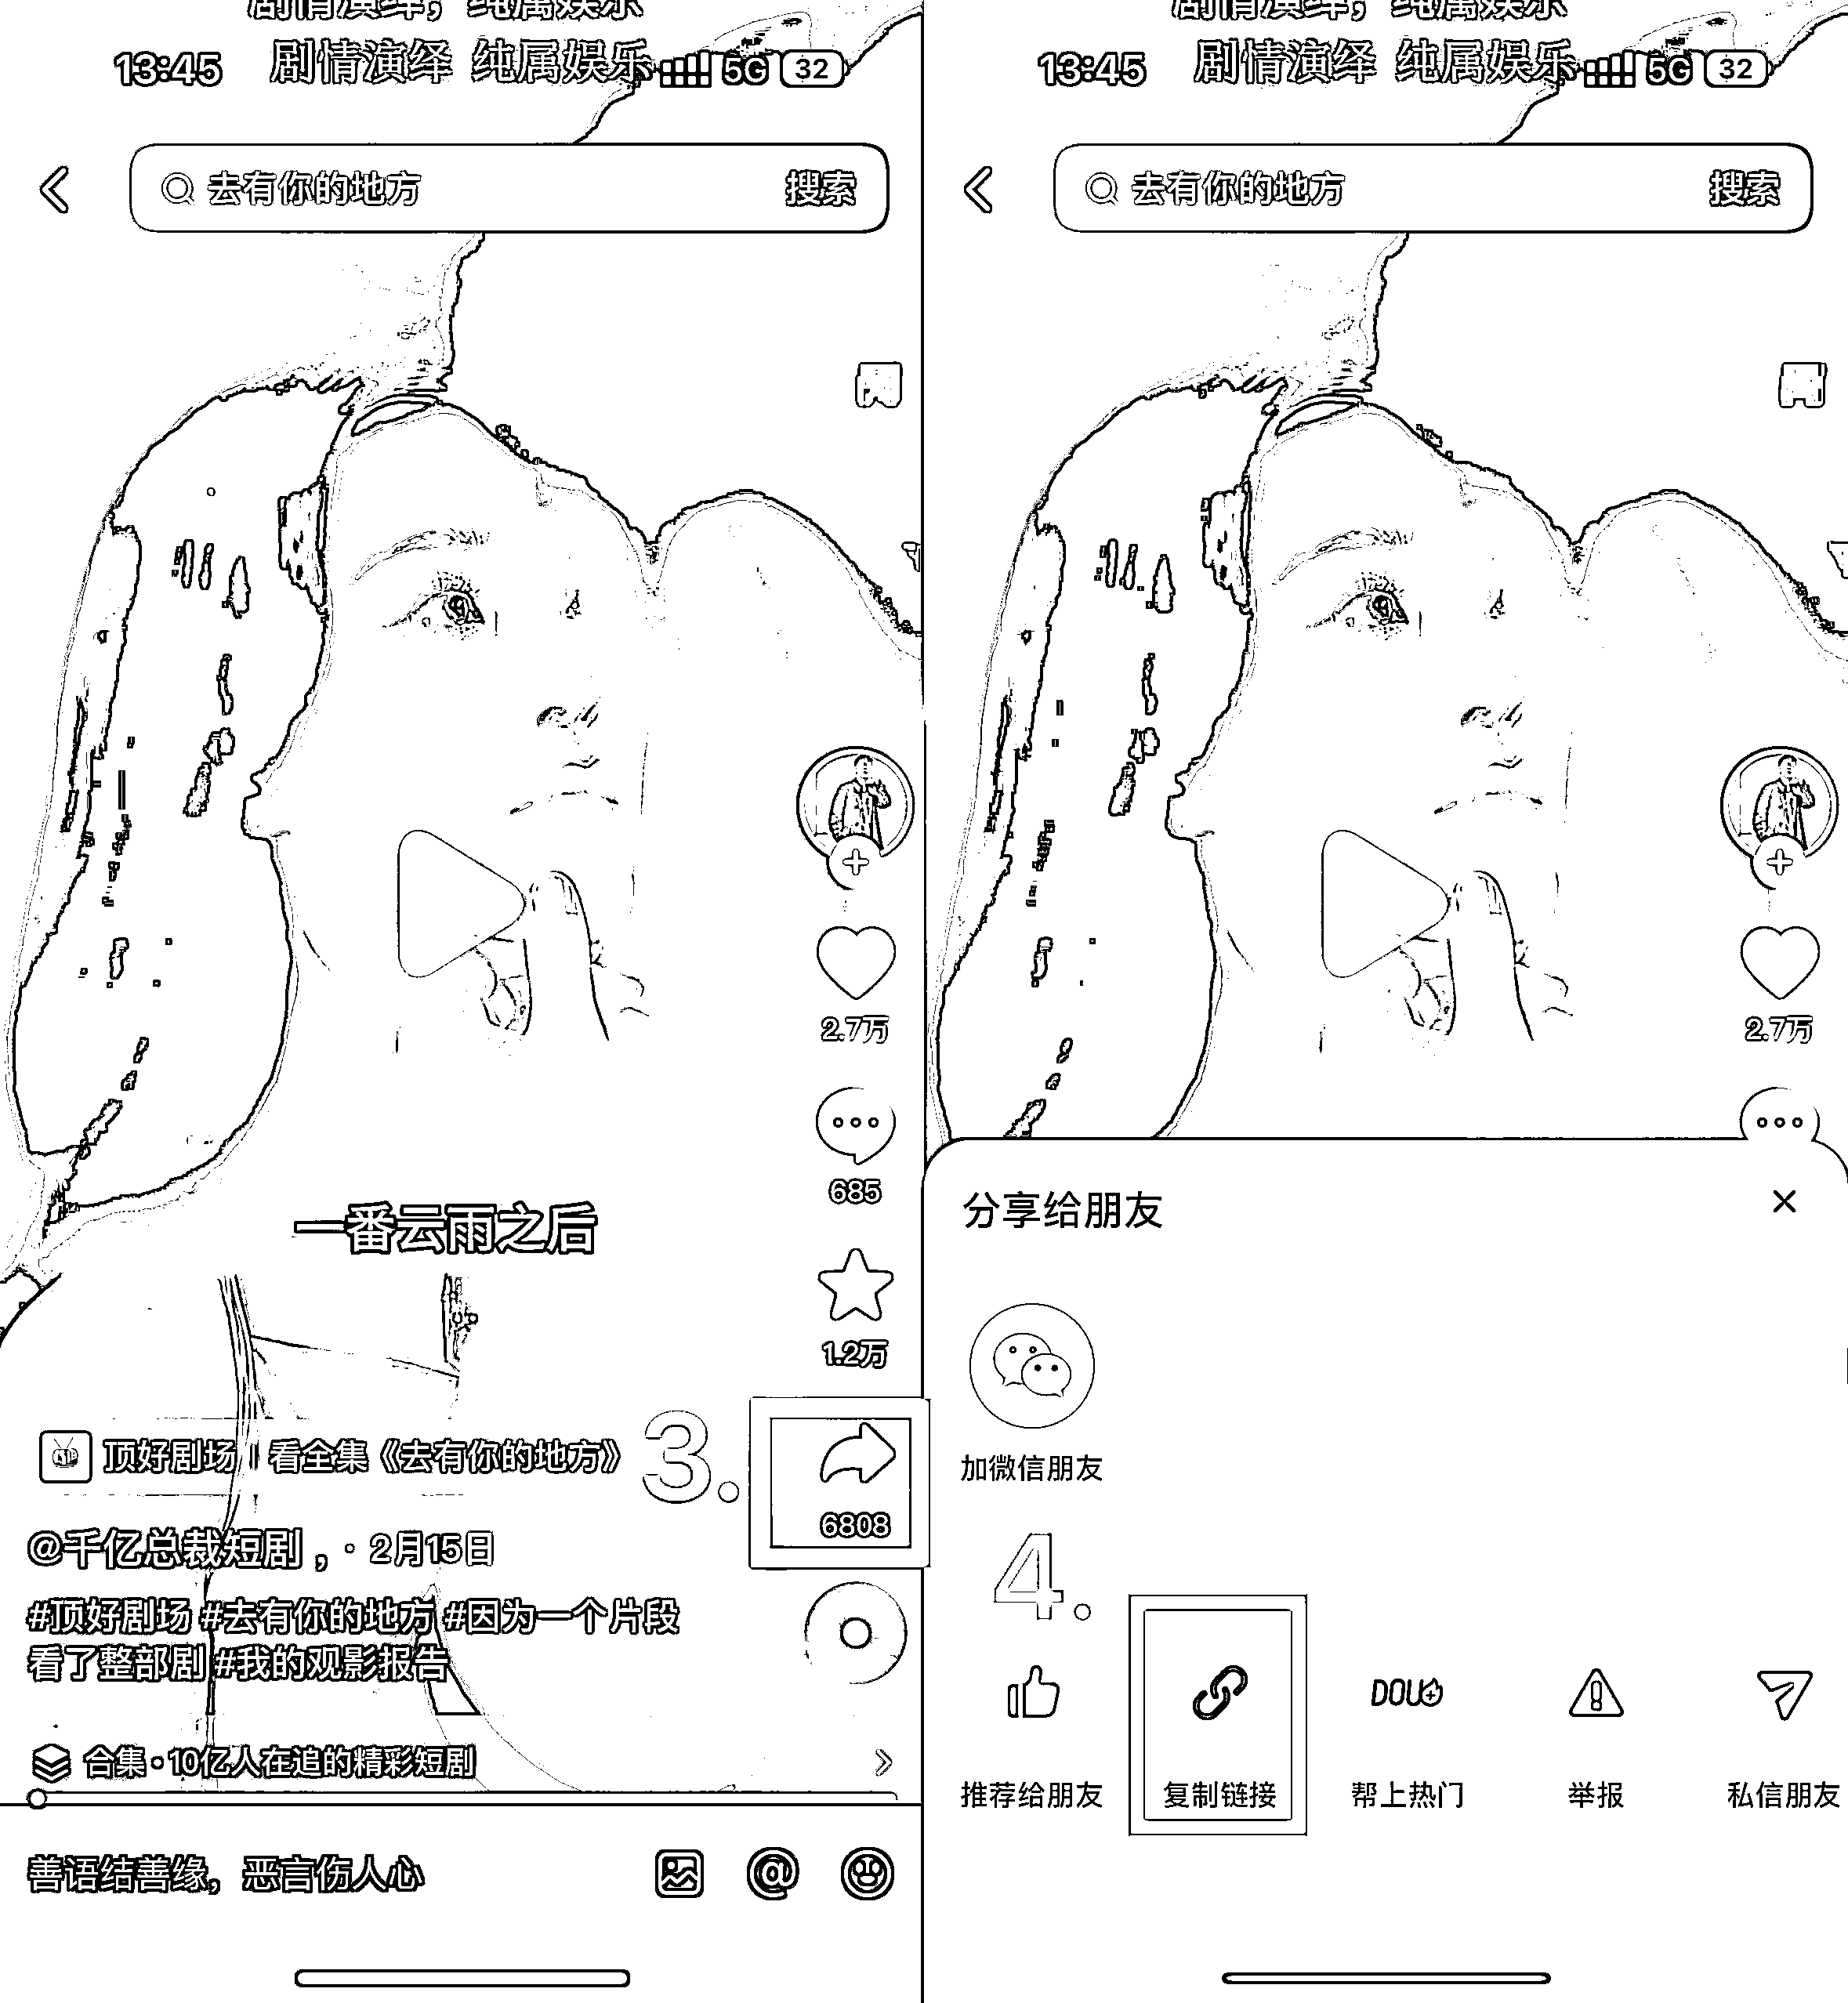 剧情演绎，纯属娱乐
13:45 剧情演绎 纯属娱乐 5G 32
去有你的地方 搜索
2.7万
685
一番云雨之后
1.2万
顶好剧场 | 看全集《去有你的地方》
3.
6808
@千亿总裁短剧，· 2月15日
#顶好剧场 #去有你的地方 #因为一个片段
看了整部剧 #我的观影报告
合集·10亿人在追的精彩短剧
善语结善缘，恶言伤人心
剧情演绎，纯属娱乐
13:45 剧情演绎 纯属娱乐 5G 32
去有你的地方 搜索
2.7万
分享给朋友
加微信朋友
4.
DOU+
推荐给朋友 复制链接 帮上热门 举报 私信朋友